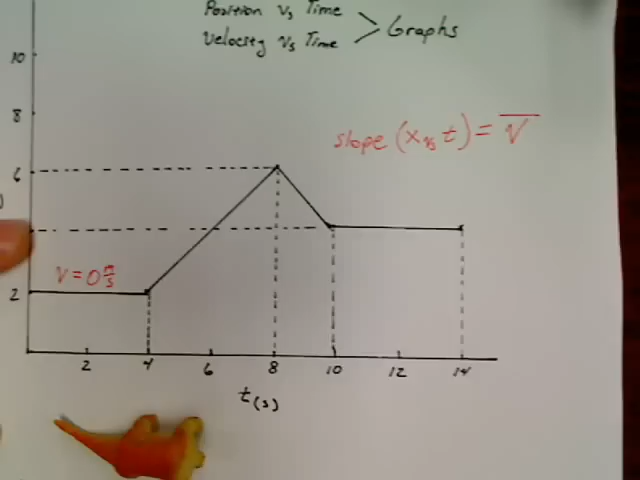 Position vs Time
Velocity vs Time > Graphs
10
8
slope (x vs t) = V̅
6
V = 0 m/s
2
2 4 6 8 10 12 14
t (s)